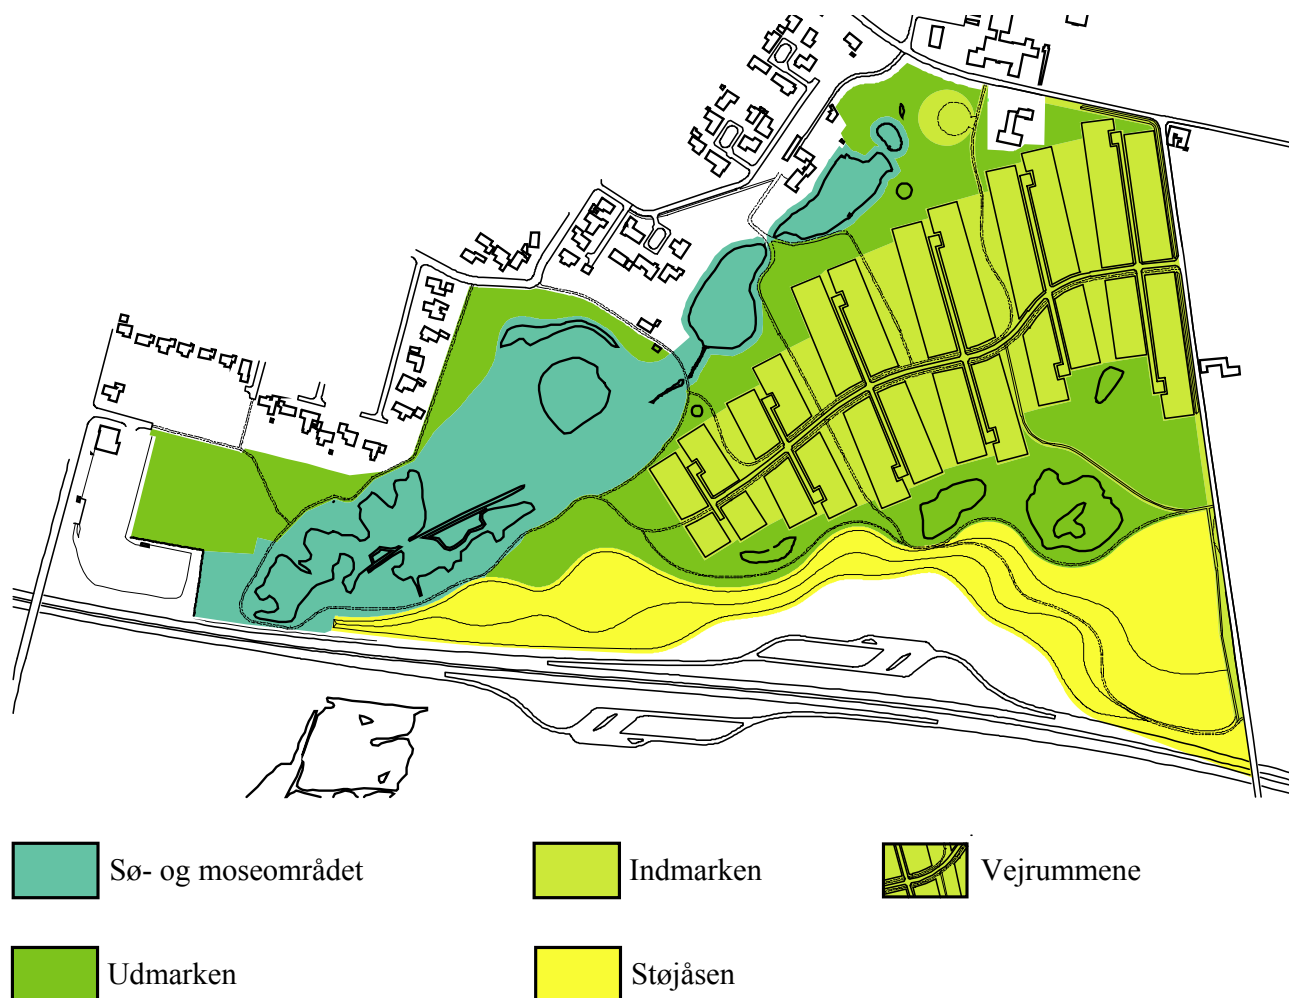 Sø- og moseområdet
Indmarken
Vejrummene
Udmarken
Støjåsen